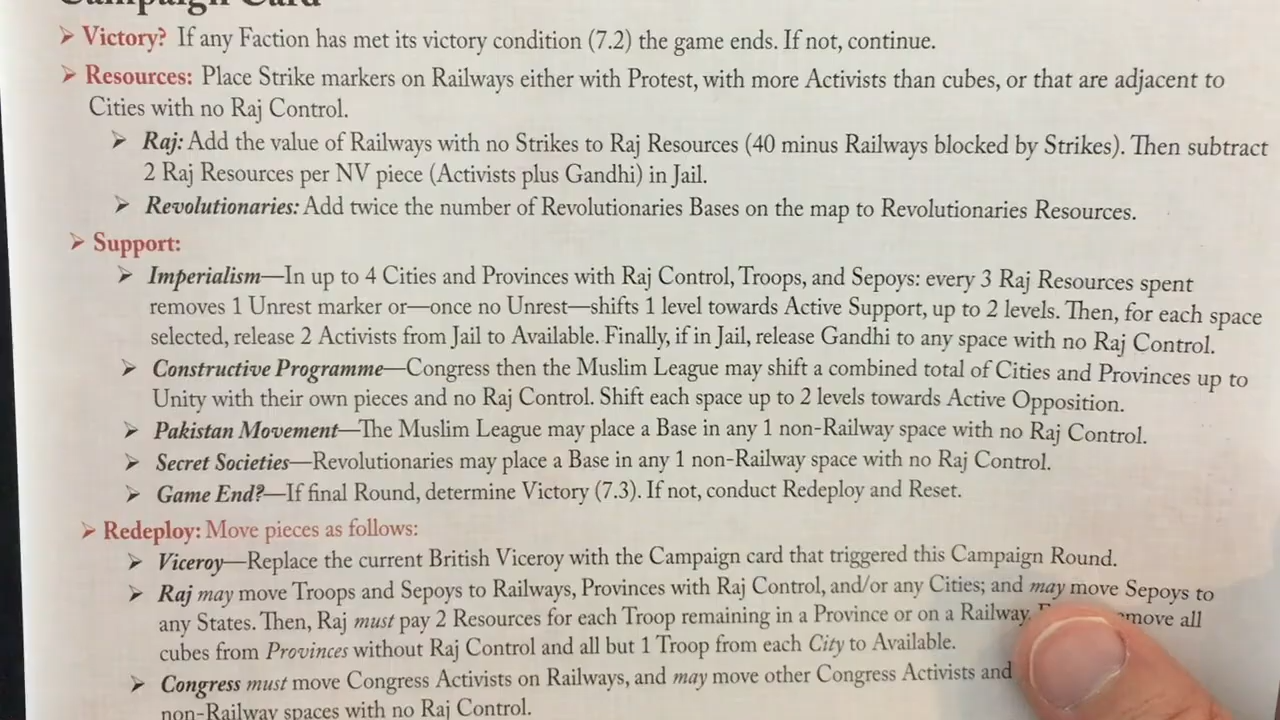 Campaign Card
➤ Victory? If any Faction has met its victory condition (7.2) the game ends. If not, continue.
➤ Resources: Place Strike markers on Railways either with Protest, with more Activists than cubes, or that are adjacent to
Cities with no Raj Control.
➤ Raj: Add the value of Railways with no Strikes to Raj Resources (40 minus Railways blocked by Strikes). Then subtract
2 Raj Resources per NV piece (Activists plus Gandhi) in Jail.
➤ Revolutionaries: Add twice the number of Revolutionaries Bases on the map to Revolutionaries Resources.
➤ Support:
➤ Imperialism—In up to 4 Cities and Provinces with Raj Control, Troops, and Sepoys: every 3 Raj Resources spent
removes 1 Unrest marker or—once no Unrest—shifts 1 level towards Active Support, up to 2 levels. Then, for each space
selected, release 2 Activists from Jail to Available. Finally, if in Jail, release Gandhi to any space with no Raj Control.
➤ Constructive Programme—Congress then the Muslim League may shift a combined total of Cities and Provinces up to
Unity with their own pieces and no Raj Control. Shift each space up to 2 levels towards Active Opposition.
➤ Pakistan Movement—The Muslim League may place a Base in any 1 non-Railway space with no Raj Control.
➤ Secret Societies—Revolutionaries may place a Base in any 1 non-Railway space with no Raj Control.
➤ Game End?—If final Round, determine Victory (7.3). If not, conduct Redeploy and Reset.
➤ Redeploy: Move pieces as follows:
➤ Viceroy—Replace the current British Viceroy with the Campaign card that triggered this Campaign Round.
➤ Raj may move Troops and Sepoys to Railways, Provinces with Raj Control, and/or any Cities; and may move Sepoys to
any States. Then, Raj must pay 2 Resources for each Troop remaining in a Province or on a Railway. move all
cubes from Provinces without Raj Control and all but 1 Troop from each City to Available.
➤ Congress must move Congress Activists on Railways, and may move other Congress Activists and
non-Railway spaces with no Raj Control.